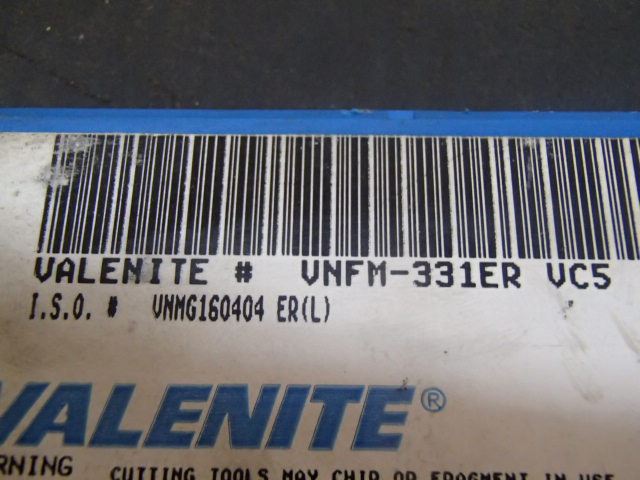 VALENITE # VNFM-331ER VC5
I.S.O. # VNMG160404 ER(L)
VALENITE®
RNING CUTTING TOOLS MAY CHIP OR FRAGMENT IN USE